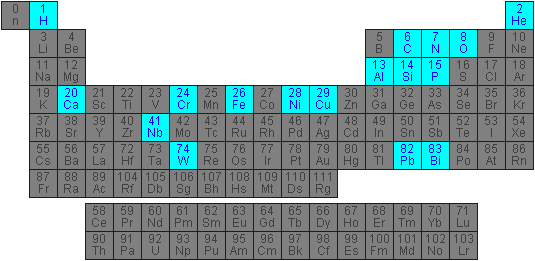 0 1 2
n H He
3 4 5 6 7 8 9 10
Li Be B C N O F Ne
11 12 13 14 15 16 17 18
Na Mg Al Si P S Cl Ar
19 20 21 22 23 24 25 26 27 28 29 30 31 32 33 34 35 36
K Ca Sc Ti V Cr Mn Fe Co Ni Cu Zn Ga Ge As Se Br Kr
37 38 39 40 41 42 43 44 45 46 47 48 49 50 51 52 53 54
Rb Sr Y Zr Nb Mo Tc Ru Rh Pd Ag Cd In Sn Sb Te I Xe
55 56 57 72 73 74 75 76 77 78 79 80 81 82 83 84 85 86
Cs Ba La Hf Ta W Re Os Ir Pt Au Hg Tl Pb Bi Po At Rn
87 88 89 104 105 106 107 108 109 110 111
Fr Ra Ac Rf Db Sg Bh Hs Mt Ds Rg
58 59 60 61 62 63 64 65 66 67 68 69 70 71
Ce Pr Nd Pm Sm Eu Gd Tb Dy Ho Er Tm Yb Lu
90 91 92 93 94 95 96 97 98 99 100 101 102 103
Th Pa U Np Pu Am Cm Bk Cf Es Fm Md No Lr